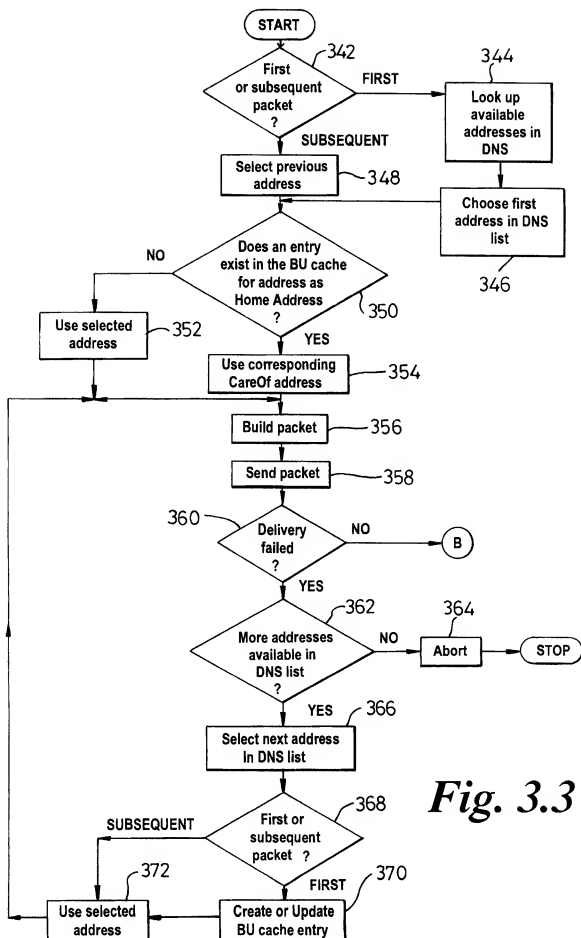 START
342
First
or subsequent
packet
?
FIRST
344
Look up
available
addresses in
DNS
SUBSEQUENT
Select previous
address
348
Choose first
address in DNS
list
346
Does an entry
exist in the BU cache
for address as
Home Address
?
350
NO
352
Use selected
address
YES
Use corresponding
CareOf address
354
Build packet
356
Send packet
358
360
Delivery
failed
?
NO
B
YES
362
More addresses
available in
DNS list
?
NO
364
Abort
STOP
YES
366
Select next address
In DNS list
368
First or
subsequent
packet ?
SUBSEQUENT
FIRST
370
372
Use selected
address
Create or Update
BU cache entry
Fig. 3.3